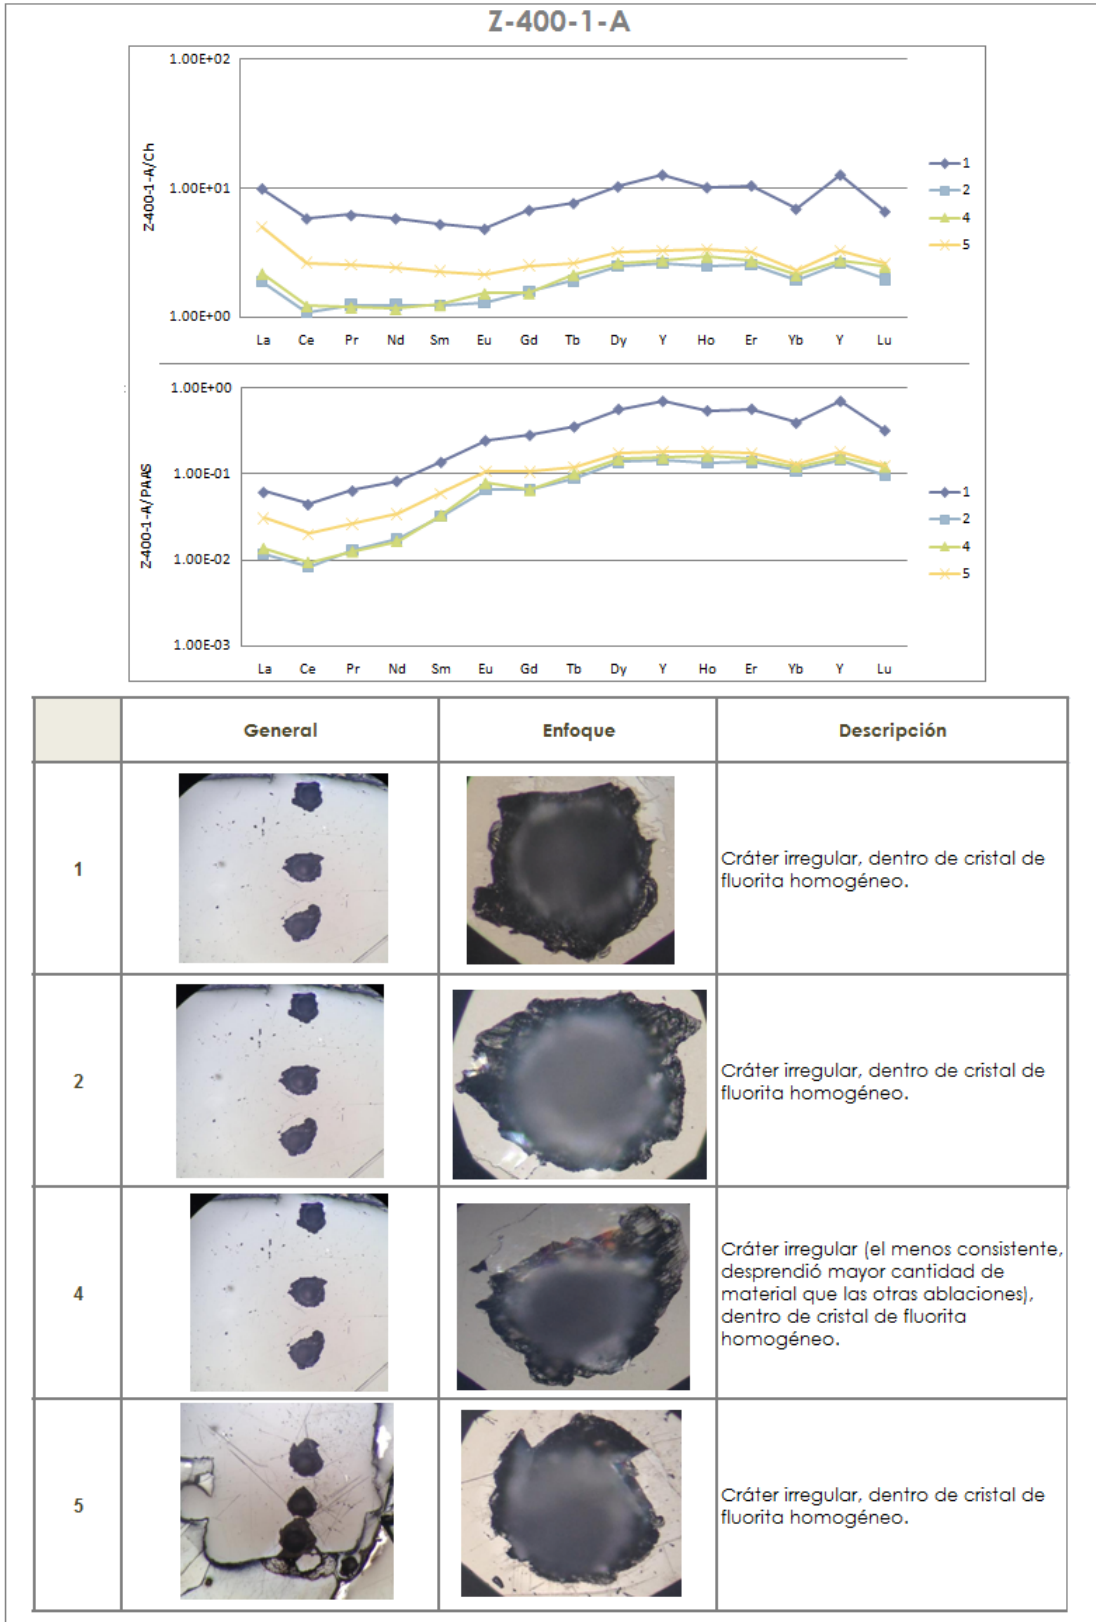 Z-400-1-A
1.00E+02
1.00E+01
1.00E+00
Z-400-1-A/Ch
La Ce Pr Nd Sm Eu Gd Tb Dy Y Ho Er Yb Y Lu
1
2
4
5
1.00E+00
1.00E-01
1.00E-02
1.00E-03
Z-400-1-A/PAAS
La Ce Pr Nd Sm Eu Gd Tb Dy Y Ho Er Yb Y Lu
1
2
4
5
General Enfoque Descripción
1
Cráter irregular, dentro de cristal de
fluorita homogéneo.
2
Cráter irregular, dentro de cristal de
fluorita homogéneo.
4
Cráter irregular (el menos consistente,
desprendió mayor cantidad de
material que las otras ablaciones),
dentro de cristal de fluorita
homogéneo.
5
Cráter irregular, dentro de cristal de
fluorita homogéneo.